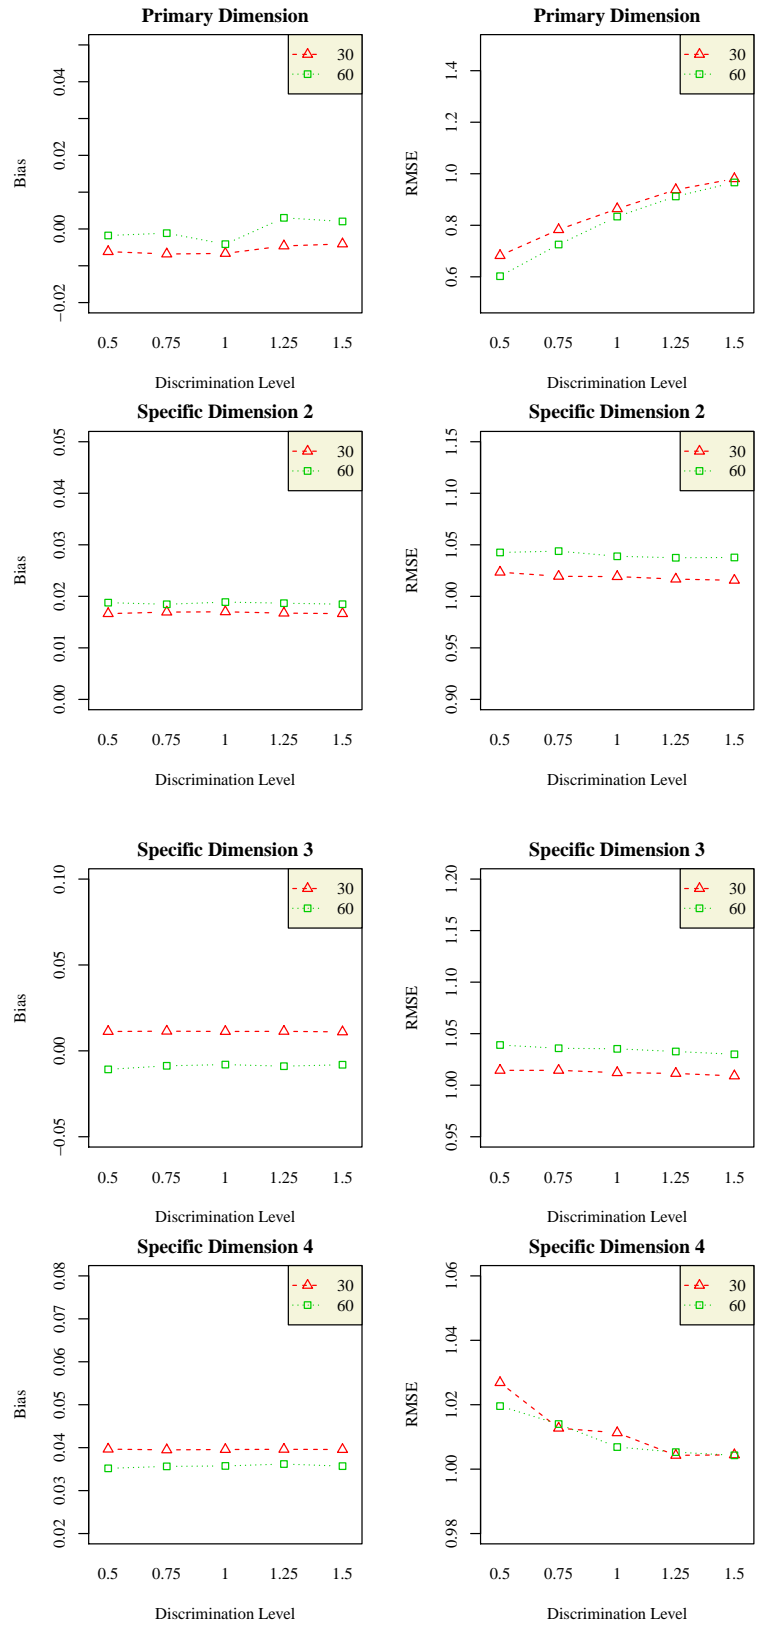 Primary Dimension
Bias
−0.02
0.00
0.02
0.04
30
60
0.5 0.75 1 1.25 1.5
Discrimination Level
Primary Dimension
RMSE
0.6
0.8
1.0
1.2
1.4
30
60
0.5 0.75 1 1.25 1.5
Discrimination Level
Specific Dimension 2
Bias
0.00
0.01
0.02
0.03
0.04
0.05
30
60
0.5 0.75 1 1.25 1.5
Discrimination Level
Specific Dimension 2
RMSE
0.90
0.95
1.00
1.05
1.10
1.15
30
60
0.5 0.75 1 1.25 1.5
Discrimination Level
Specific Dimension 3
Bias
−0.05
0.00
0.05
0.10
30
60
0.5 0.75 1 1.25 1.5
Discrimination Level
Specific Dimension 3
RMSE
0.95
1.00
1.05
1.10
1.15
1.20
30
60
0.5 0.75 1 1.25 1.5
Discrimination Level
Specific Dimension 4
Bias
0.02
0.03
0.04
0.05
0.06
0.07
0.08
30
60
0.5 0.75 1 1.25 1.5
Discrimination Level
Specific Dimension 4
RMSE
0.98
1.00
1.02
1.04
1.06
30
60
0.5 0.75 1 1.25 1.5
Discrimination Level